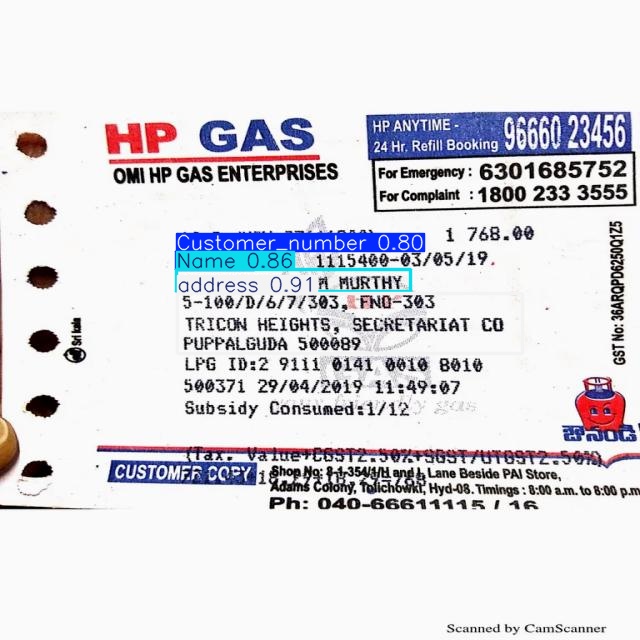 HP GAS
OMI HP GAS ENTERPRISES
HP ANYTIME -
24 Hr. Refill Booking 96660 23456
For Emergency : 6301685752
For Complaint : 1800 233 3555
1 768.00
Customer_number 0.80
Name 0.86 1115400-03/05/19.
address 0.91 M MURTHY
5-100/D/6/7/303, FNO-303
TRICON HEIGHTS, SECRETARIAT CO
PUPPALGUDA 500089
LPG ID:2 9111 0141 0010 8010
500371 29/04/2019 11:49:07
your friendly gas
Subsidy Consumed:1/12
GST No: 36ARQPD6250Q1Z5
Sri Kala
జౌనండి
(Tax. Value+CGST2.50%+SGST/UTGST2.50%)
CUSTOMER COPY
Shop No: 8-1-354/1/H and I, Lane Beside PAI Store,
Adams Colony, Tolichowki, Hyd-08. Timings : 8:00 a.m. to 8:00 p.m
Ph: 040-66611115 / 16
Scanned by CamScanner